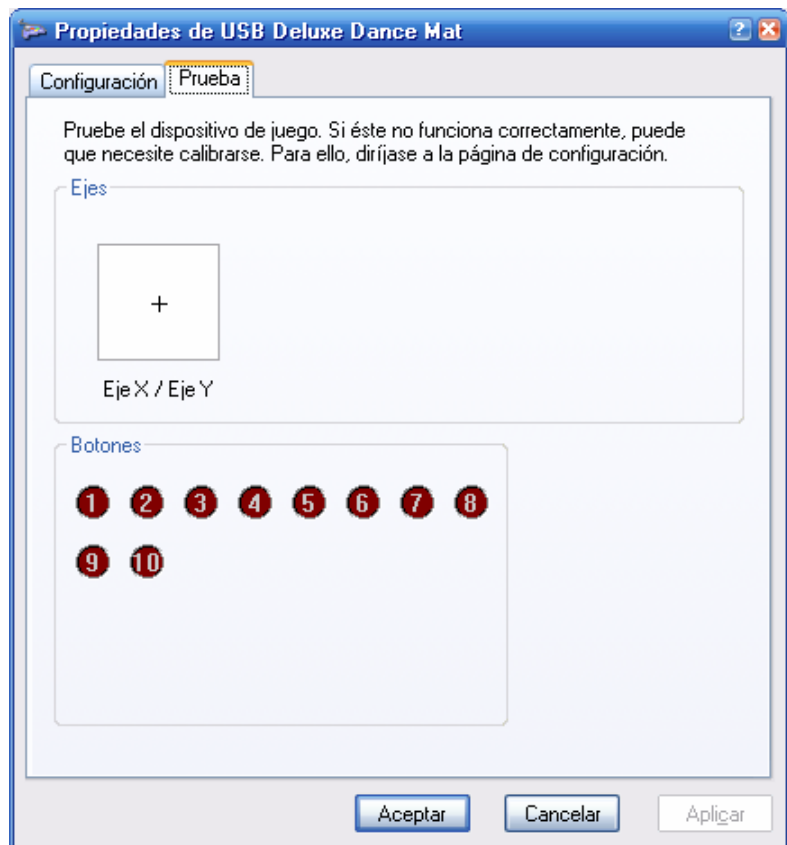 Propiedades de USB Deluxe Dance Mat
Configuración Prueba
Pruebe el dispositivo de juego. Si éste no funciona correctamente, puede
que necesite calibrarse. Para ello, diríjase a la página de configuración.
Ejes
Eje X / Eje Y
Botones
1 2 3 4 5 6 7 8
9 10
Aceptar Cancelar Aplicar